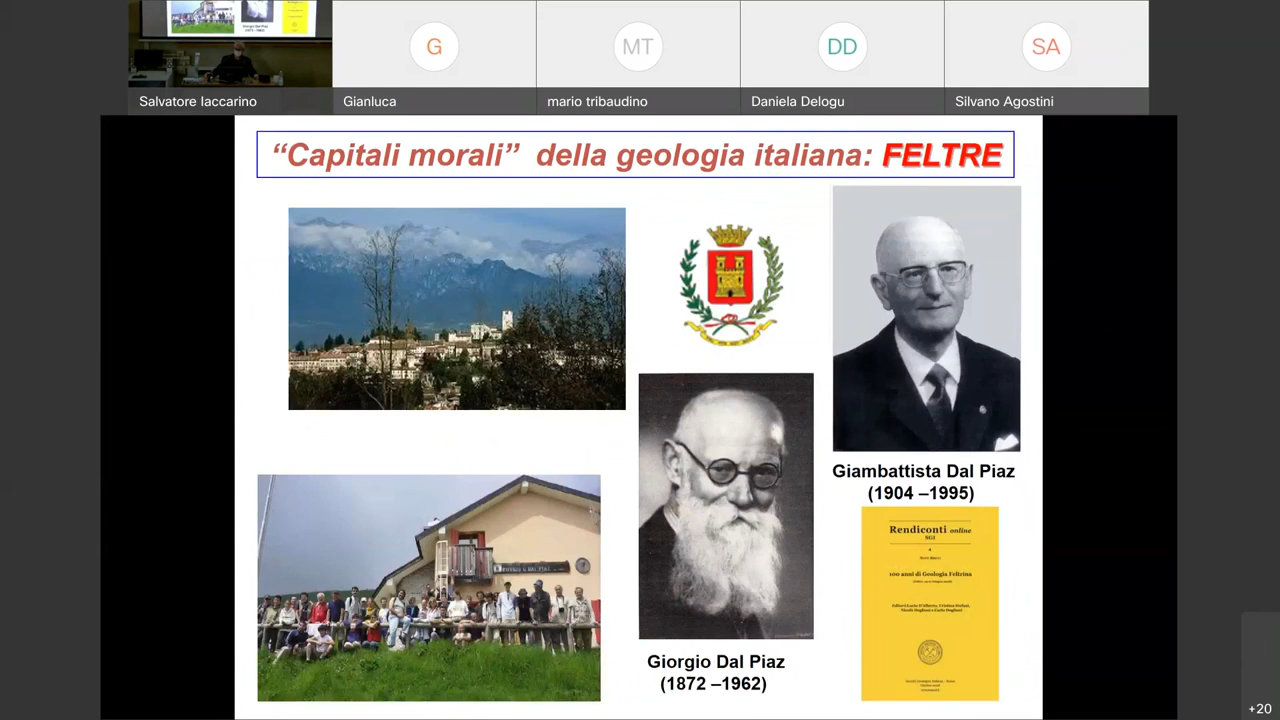 G
MT
DD
SA
Salvatore Iaccarino
Gianluca
mario tribaudino
Daniela Delogu
Silvano Agostini
“Capitali morali” della geologia italiana: FELTRE
Giambattista Dal Piaz
(1904 –1995)
Rendiconti online
SGI
4
100 anni di Geologia Feltrina
Giorgio Dal Piaz
(1872 –1962)
+20